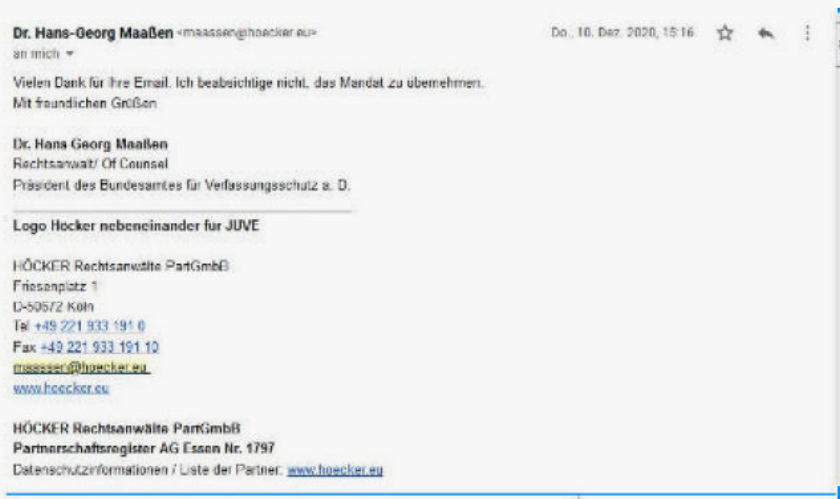 Dr. Hans-Georg Maaßen <maassen@hoecker.eu> Do., 10. Dez. 2020, 15:16
an mich
Vielen Dank für Ihre Email. Ich beabsichtige nicht, das Mandat zu übernehmen.
Mit freundlichen Grüßen
Dr. Hans Georg Maaßen
Rechtsanwalt/ Of Counsel
Präsident des Bundesamtes für Verfassungsschutz a. D.
Logo Höcker nebeneinander für JUVE
HÖCKER Rechtsanwälte PartGmbB
Friesenplatz 1
D-50672 Köln
Tel +49 221 933 191 0
Fax +49 221 933 191 10
maassen@hoecker.eu
www.hoecker.eu
HÖCKER Rechtsanwälte PartGmbB
Partnerschaftsregister AG Essen Nr. 1797
Datenschutzinformationen / Liste der Partner: www.hoecker.eu